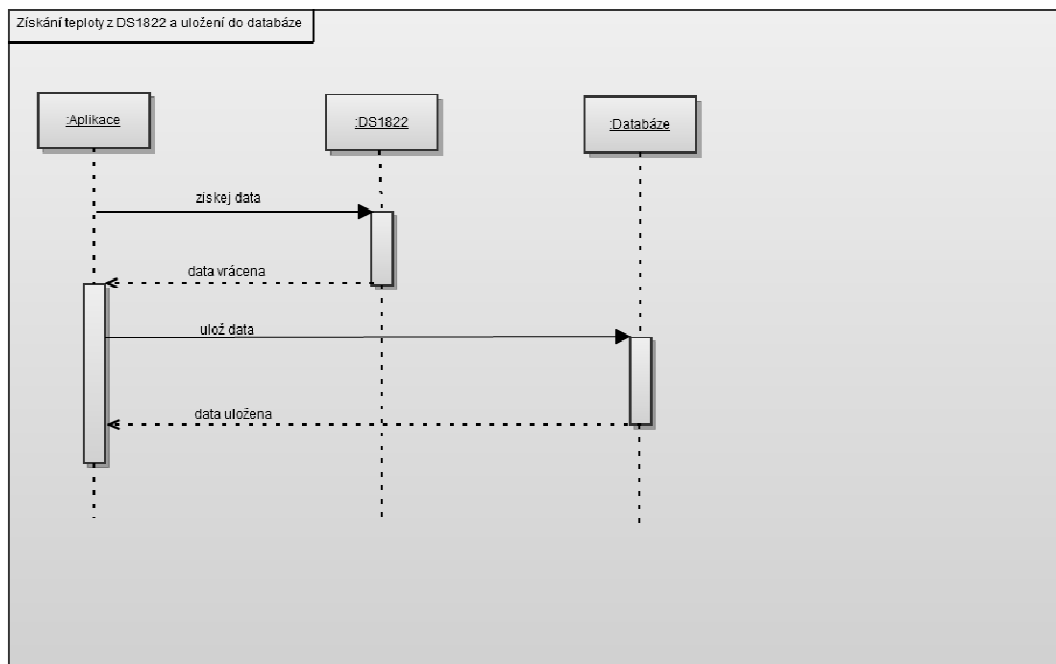 Získání teploty z DS1822 a uložení do databáze
:Aplikace
:DS1822
:Databáze
získej data
data vrácena
ulož data
data uložena